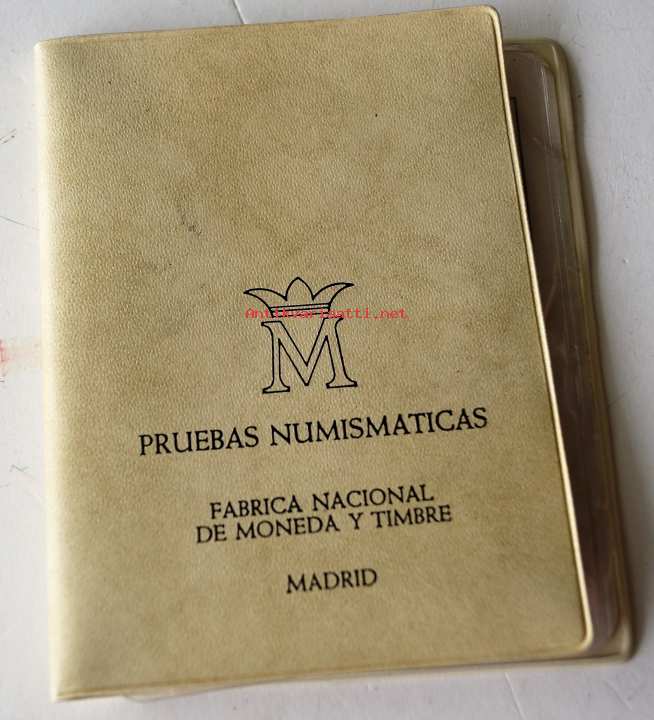 Antikvariaatti.net
M
PRUEBAS NUMISMATICAS
FABRICA NACIONAL
DE MONEDA Y TIMBRE
MADRID